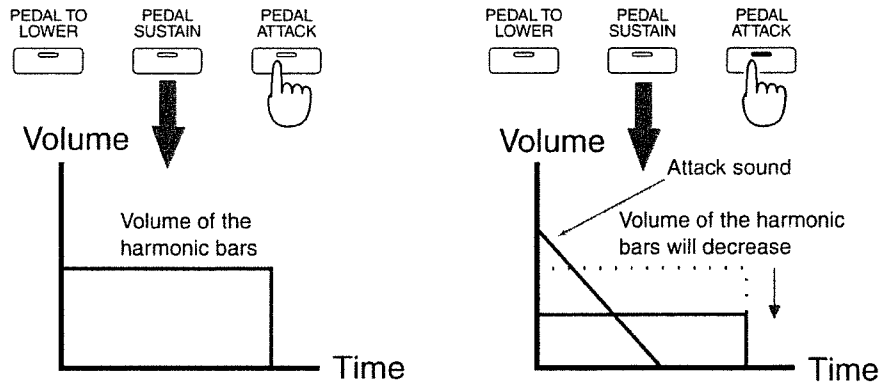 PEDAL TO
LOWER
PEDAL
SUSTAIN
PEDAL
ATTACK
Volume
Volume of the
harmonic bars
Time
PEDAL TO
LOWER
PEDAL
SUSTAIN
PEDAL
ATTACK
Volume
Attack sound
Volume of the harmonic
bars will decrease
Time